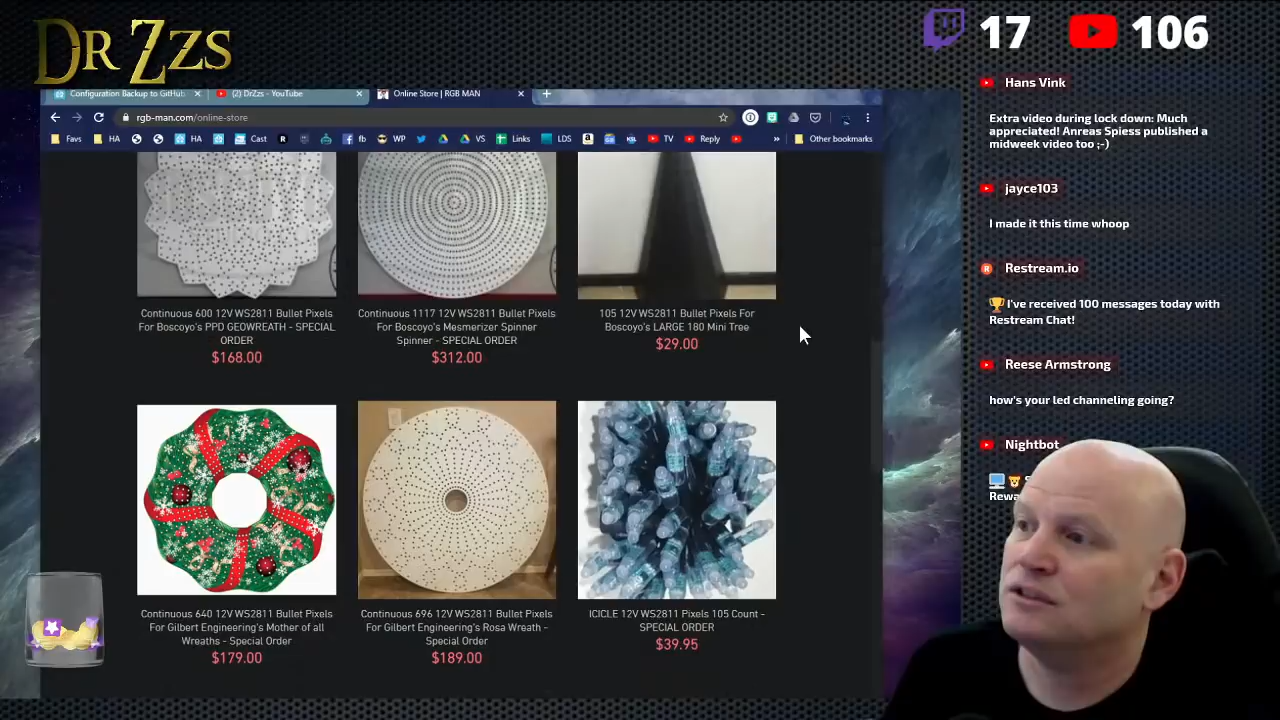 DR ZZS
17
106
Configuration Backup to GitHub
(2) DrZzs - YouTube
Online Store | RGB MAN
rgb-man.com/online-store
Favs
HA
HA
Cast
fb
WP
VS
Links
LDS
TV
Reply
Other bookmarks
Continuous 600 12V WS2811 Bullet Pixels
For Boscoyo's PPD GEOWREATH - SPECIAL
ORDER
$168.00
Continuous 1117 12V WS2811 Bullet Pixels
For Boscoyo's Mesmerizer Spinner
Spinner - SPECIAL ORDER
$312.00
105 12V WS2811 Bullet Pixels For
Boscoyo's LARGE 180 Mini Tree
$29.00
Continuous 640 12V WS2811 Bullet Pixels
For Gilbert Engineering's Mother of all
Wreaths - Special Order
$179.00
Continuous 696 12V WS2811 Bullet Pixels
For Gilbert Engineering's Rosa Wreath -
Special Order
$189.00
ICICLE 12V WS2811 Pixels 105 Count -
SPECIAL ORDER
$39.95
Hans Vink
Extra video during lock down: Much
appreciated! Anreas Spiess published a
midweek video too ;-)
jayce103
I made it this time whoop
Restream.io
I've received 100 messages today with
Restream Chat!
Reese Armstrong
how's your led channeling going?
Nightbot